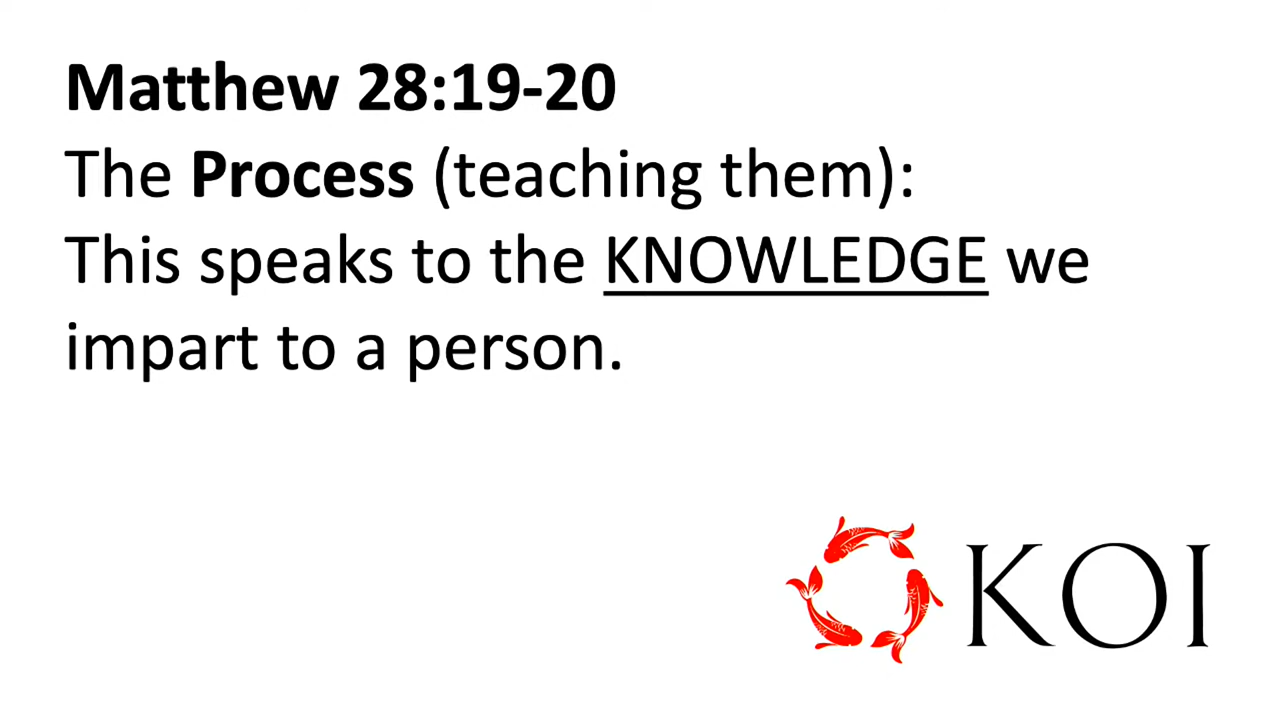 Matthew 28:19-20
The Process (teaching them):
This speaks to the KNOWLEDGE we
impart to a person.
KOI